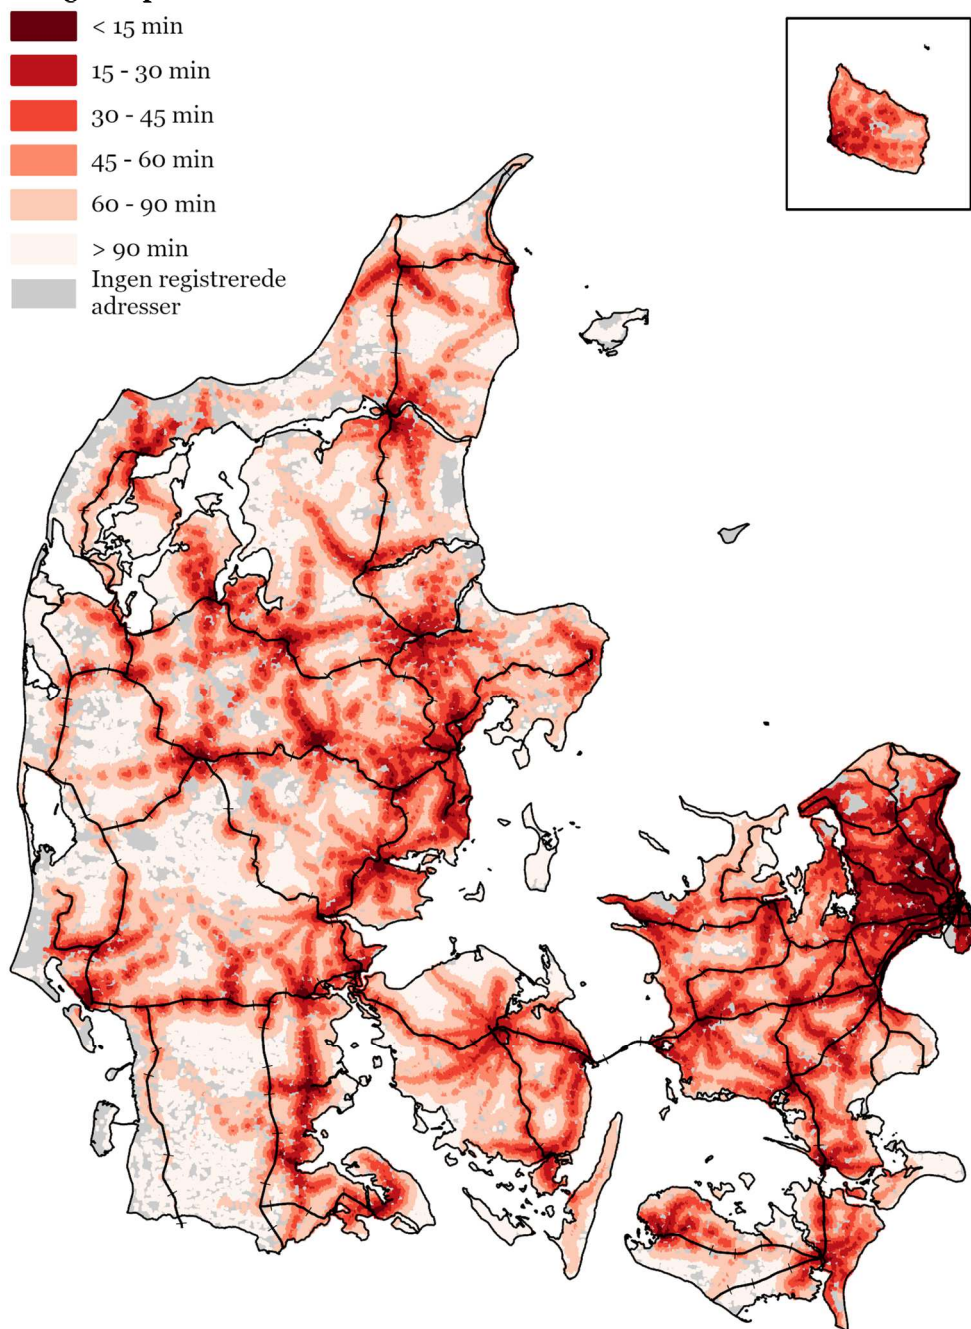 < 15 min
15 - 30 min
30 - 45 min
45 - 60 min
60 - 90 min
> 90 min
Ingen registrerede
adresser